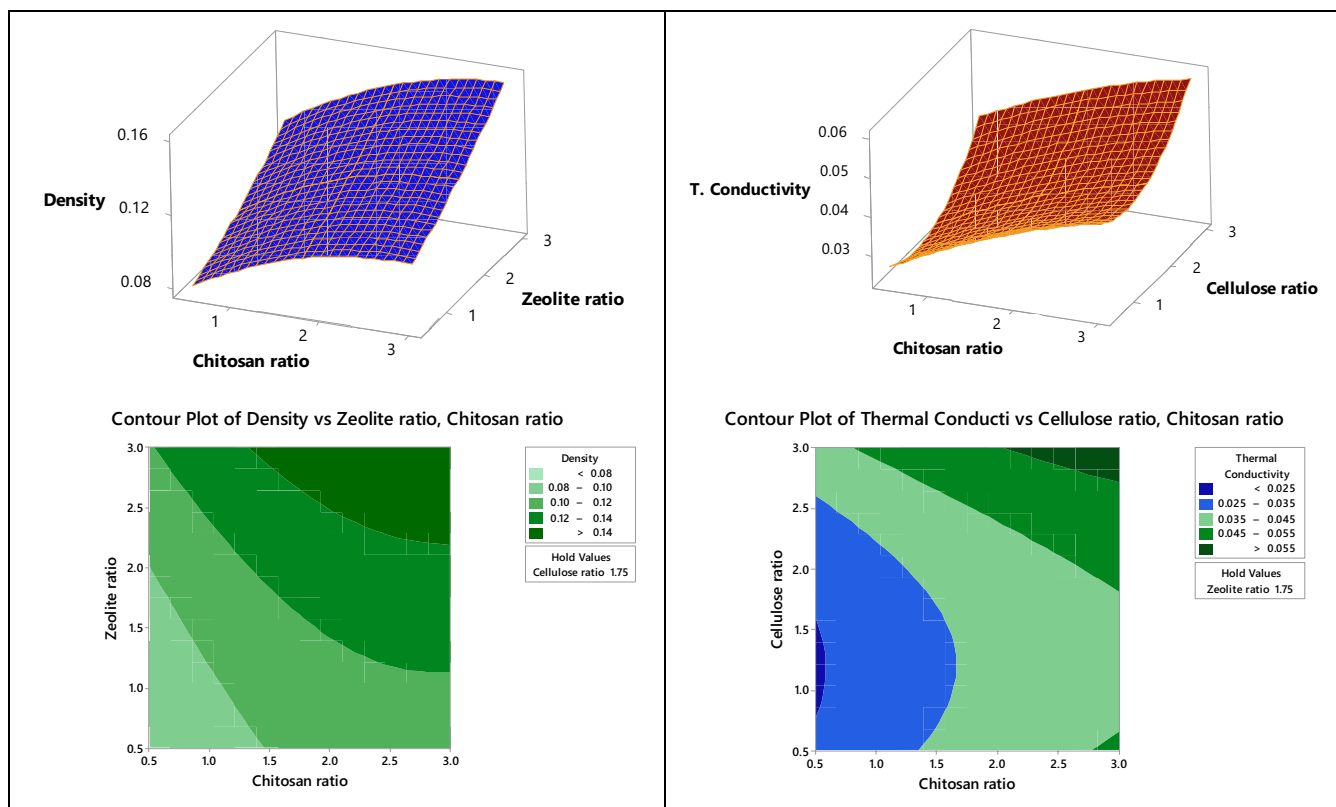 0.16
Density
0.12
0.08
1
2
3
Chitosan ratio
1
2
3
Zeolite ratio
0.06
T. Conductivity
0.05
0.04
0.03
1
2
3
Chitosan ratio
1
2
3
Cellulose ratio
Contour Plot of Density vs Zeolite ratio, Chitosan ratio
3.0
2.5
2.0
1.5
1.0
0.5
Zeolite ratio
0.5 1.0 1.5 2.0 2.5 3.0
Chitosan ratio
Density
< 0.08
0.08 – 0.10
0.10 – 0.12
0.12 – 0.14
> 0.14
Hold Values
Cellulose ratio 1.75
Contour Plot of Thermal Conducti vs Cellulose ratio, Chitosan ratio
3.0
2.5
2.0
1.5
1.0
0.5
Cellulose ratio
0.5 1.0 1.5 2.0 2.5 3.0
Chitosan ratio
Thermal
Conductivity
< 0.025
0.025 – 0.035
0.035 – 0.045
0.045 – 0.055
> 0.055
Hold Values
Zeolite ratio 1.75